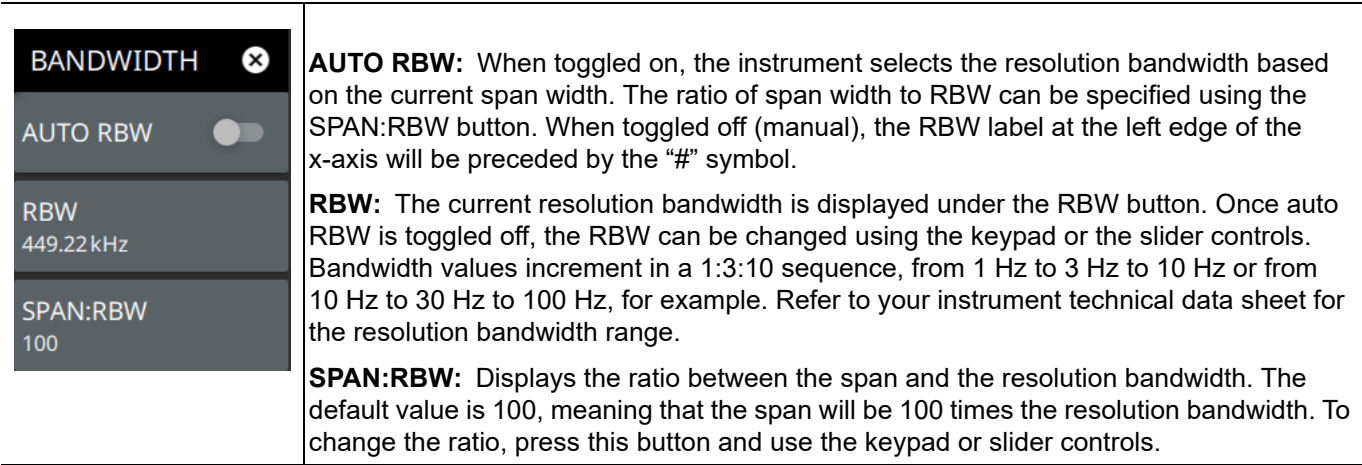 BANDWIDTH
AUTO RBW
RBW
449.22 kHz
SPAN:RBW
100
AUTO RBW: When toggled on, the instrument selects the resolution bandwidth based
on the current span width. The ratio of span width to RBW can be specified using the
SPAN:RBW button. When toggled off (manual), the RBW label at the left edge of the
x-axis will be preceded by the “#” symbol.
RBW: The current resolution bandwidth is displayed under the RBW button. Once auto
RBW is toggled off, the RBW can be changed using the keypad or the slider controls.
Bandwidth values increment in a 1:3:10 sequence, from 1 Hz to 3 Hz to 10 Hz or from
10 Hz to 30 Hz to 100 Hz, for example. Refer to your instrument technical data sheet for
the resolution bandwidth range.
SPAN:RBW: Displays the ratio between the span and the resolution bandwidth. The
default value is 100, meaning that the span will be 100 times the resolution bandwidth. To
change the ratio, press this button and use the keypad or slider controls.